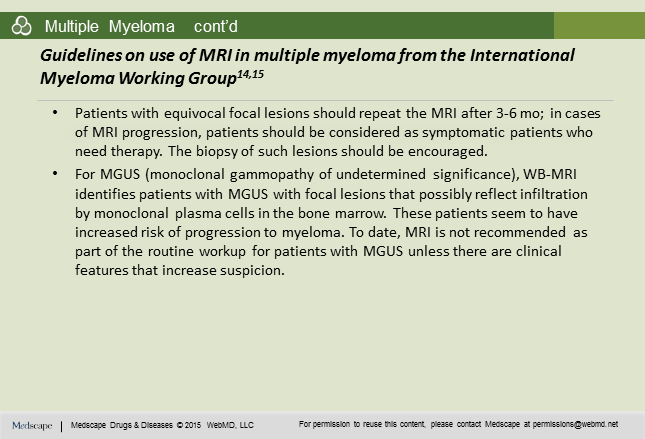 Multiple Myeloma cont’d
Guidelines on use of MRI in multiple myeloma from the International
Myeloma Working Group14,15
• Patients with equivocal focal lesions should repeat the MRI after 3-6 mo; in cases
of MRI progression, patients should be considered as symptomatic patients who
need therapy. The biopsy of such lesions should be encouraged.
• For MGUS (monoclonal gammopathy of undetermined significance), WB-MRI
identifies patients with MGUS with focal lesions that possibly reflect infiltration
by monoclonal plasma cells in the bone marrow. These patients seem to have
increased risk of progression to myeloma. To date, MRI is not recommended as
part of the routine workup for patients with MGUS unless there are clinical
features that increase suspicion.
Medscape | Medscape Drugs & Diseases © 2015 WebMD, LLC For permission to reuse this content, please contact Medscape at permissions@webmd.net